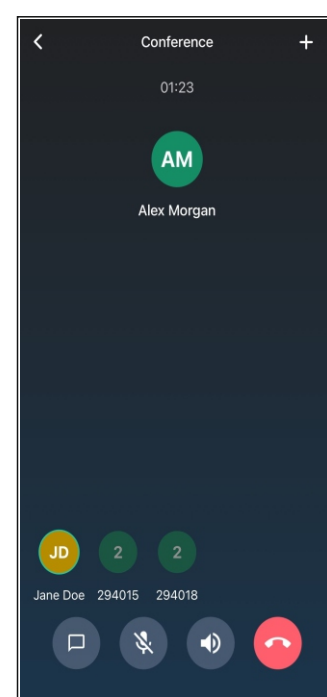 Conference
01:23
AM
Alex Morgan
JD 2 2
Jane Doe 294015 294018